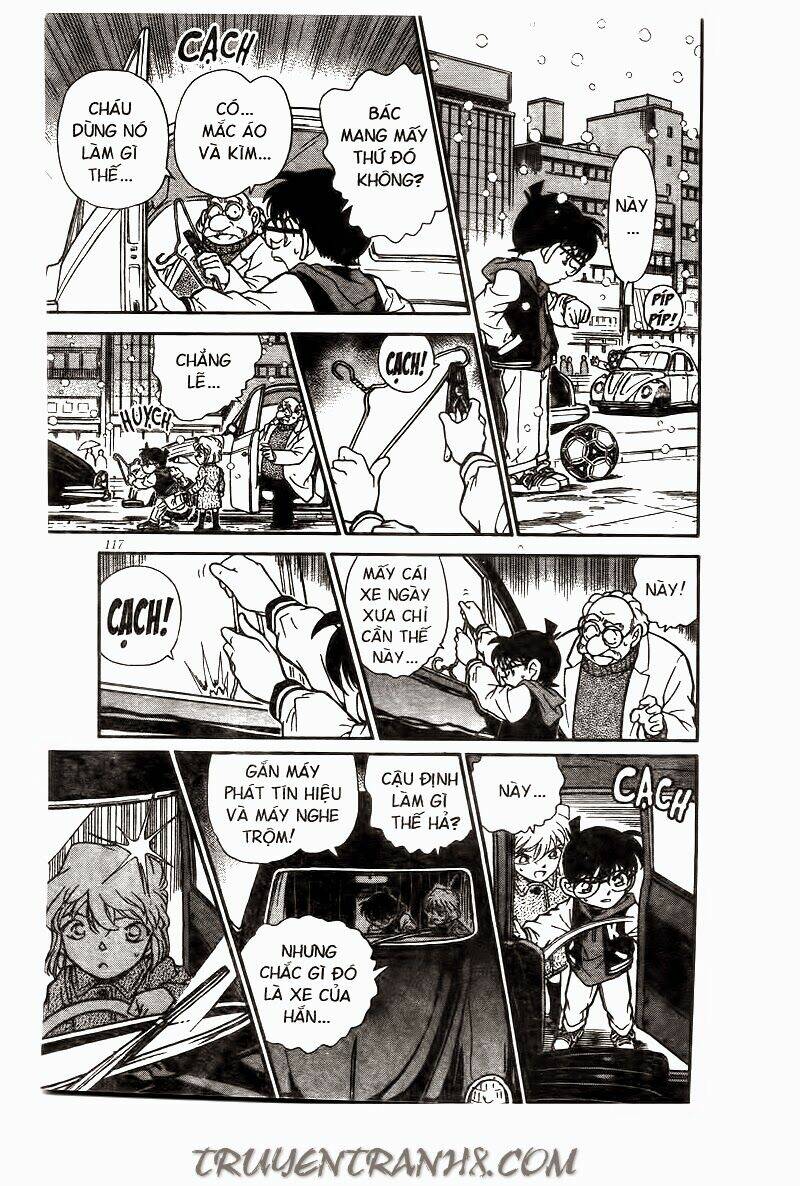 NÀY
...
PÍP
PÍP!
CẠCH
BÁC
MANG MẤY
THỨ ĐÓ
KHÔNG?
CÓ...
MẮC ÁO
VÀ KÌM...
CHÁU
DÙNG NÓ
LÀM GÌ
THẾ...
CẠCH!
CHẲNG
LẼ...
HUỴCH
117
NÀY!
MẤY CÁI
XE NGÀY
XƯA CHỈ
CẦN THẾ
NÀY...
CẠCH!
CẠCH
NÀY...
CẬU ĐỊNH
LÀM GÌ
THẾ HẢ?
GẮN MÁY
PHÁT TÍN HIỆU
VÀ MÁY NGHE
TRỘM!
NHƯNG
CHẮC GÌ ĐÓ
LÀ XE CỦA
HẮN...
TRUYENTRANH8.COM